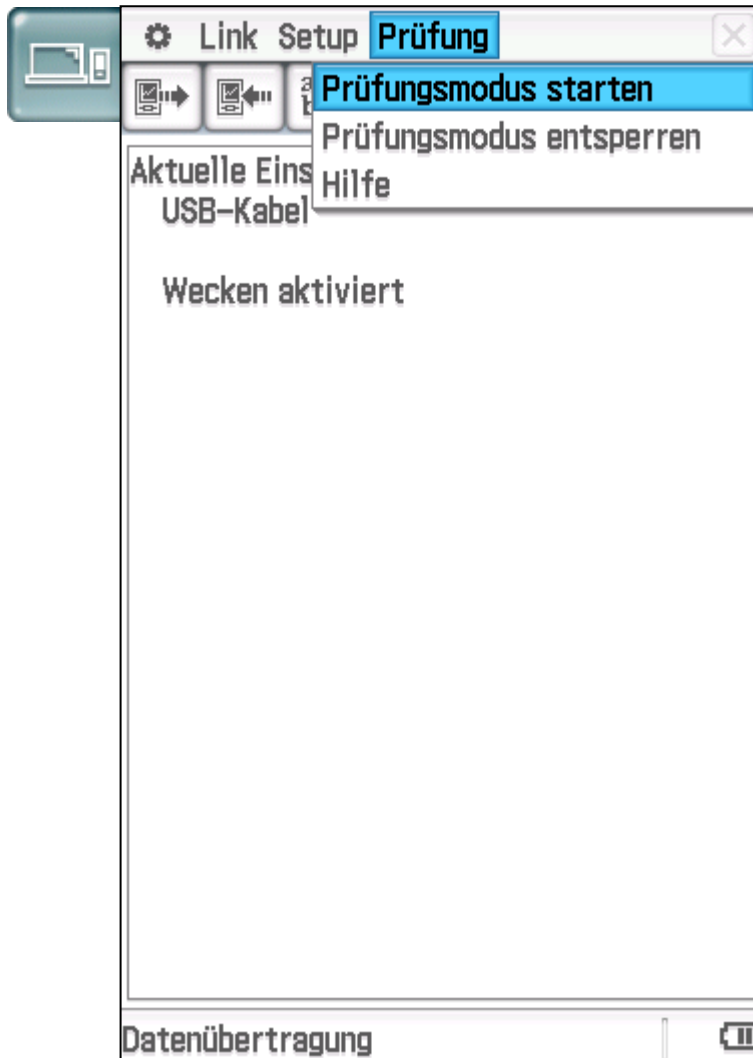 Link Setup Prüfung
Prüfungsmodus starten
Prüfungsmodus entsperren
Hilfe
Aktuelle Eins
USB-Kabel
Wecken aktiviert
Datenübertragung